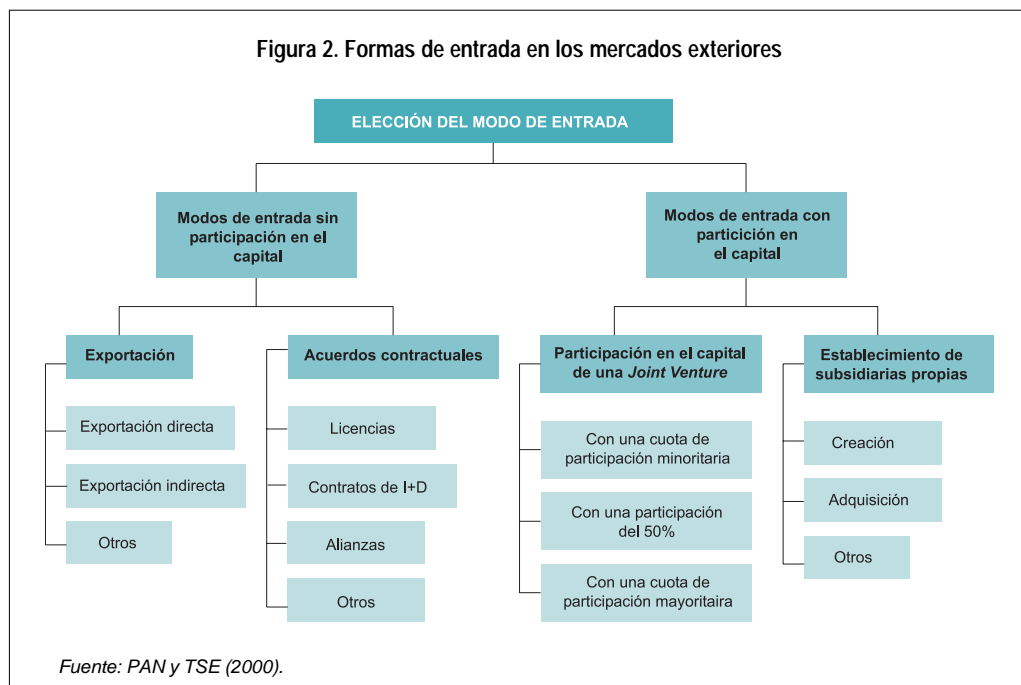 Figura 2. Formas de entrada en los mercados exteriores
ELECCIÓN DEL MODO DE ENTRADA
Modos de entrada sin
participación en el
capital
Modos de entrada con
particición en
el capital
Exportación
Exportación directa
Exportación indirecta
Otros
Acuerdos contractuales
Licencias
Contratos de I+D
Alianzas
Otros
Participación en el capital
de una Joint Venture
Con una cuota de
participación minoritaria
Con una participación
del 50%
Con una cuota de
participación mayoritaira
Establecimiento de
subsidiarias propias
Creación
Adquisición
Otros
Fuente: PAN y TSE (2000).